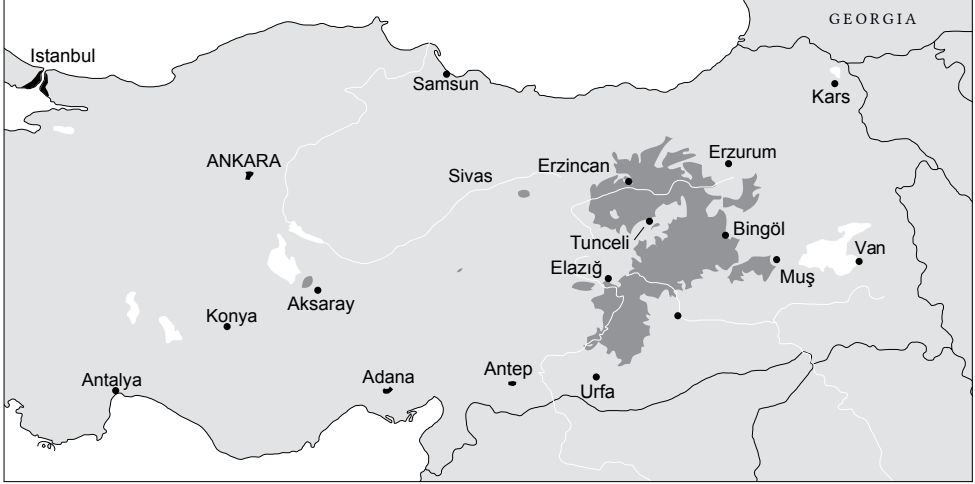 GEORGIA
Istanbul
Samsun
Kars
ANKARA
Sivas
Erzincan
Erzurum
Tunceli
Bingöl
Elazığ
Van
Muş
Aksaray
Konya
Antalya
Adana
Antep
Urfa